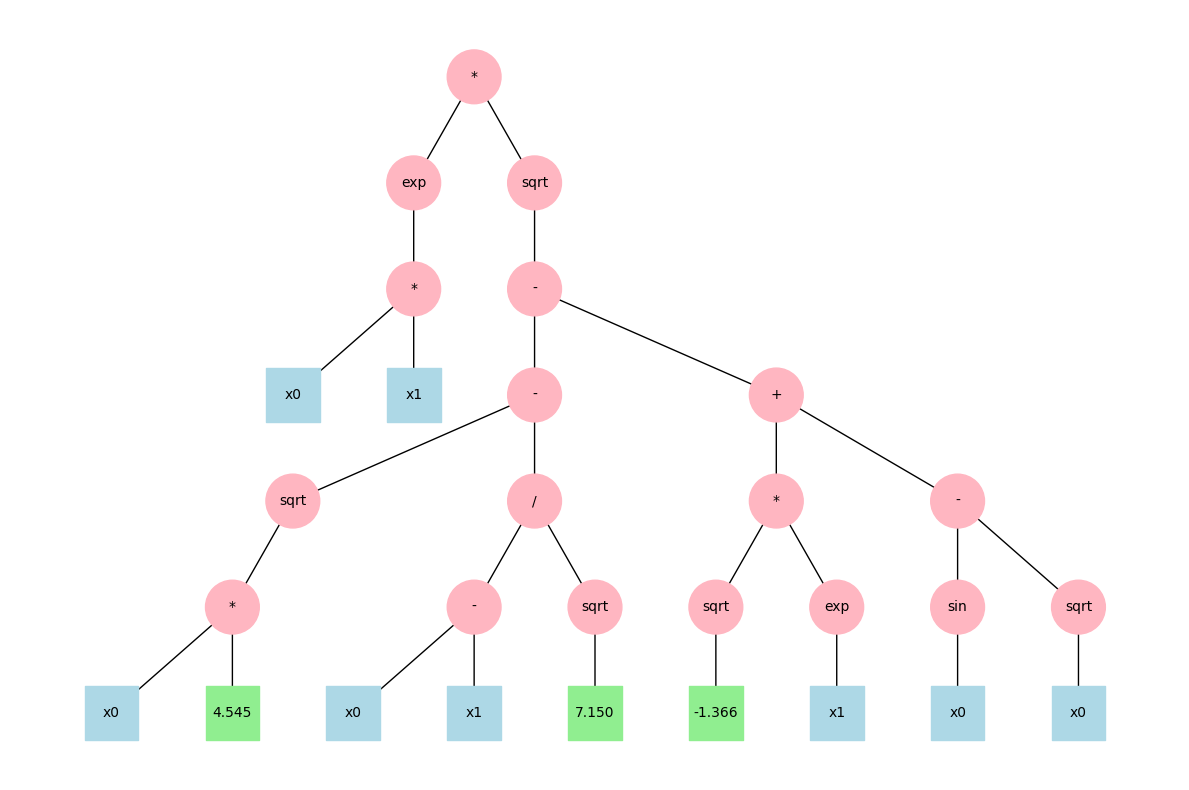 *
exp sqrt
* -
x0 x1 - +
sqrt / * -
* - sqrt sqrt exp sin sqrt
x0 4.545 x0 x1 7.150 -1.366 x1 x0 x0